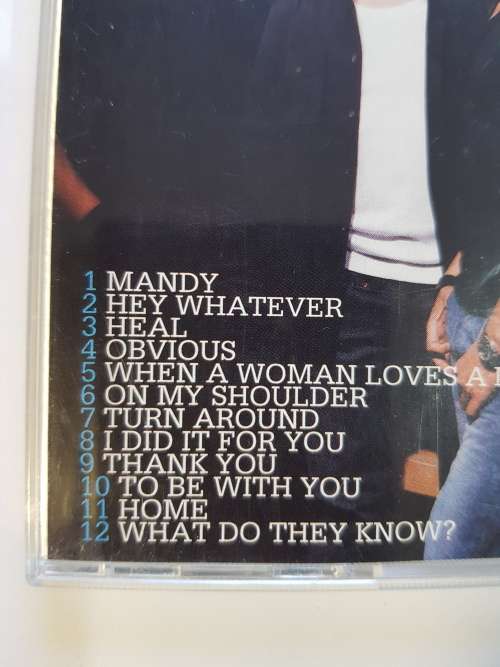 1 MANDY
2 HEY WHATEVER
3 HEAL
4 OBVIOUS
5 WHEN A WOMAN LOVES A
6 ON MY SHOULDER
7 TURN AROUND
8 I DID IT FOR YOU
9 THANK YOU
10 TO BE WITH YOU
11 HOME
12 WHAT DO THEY KNOW?